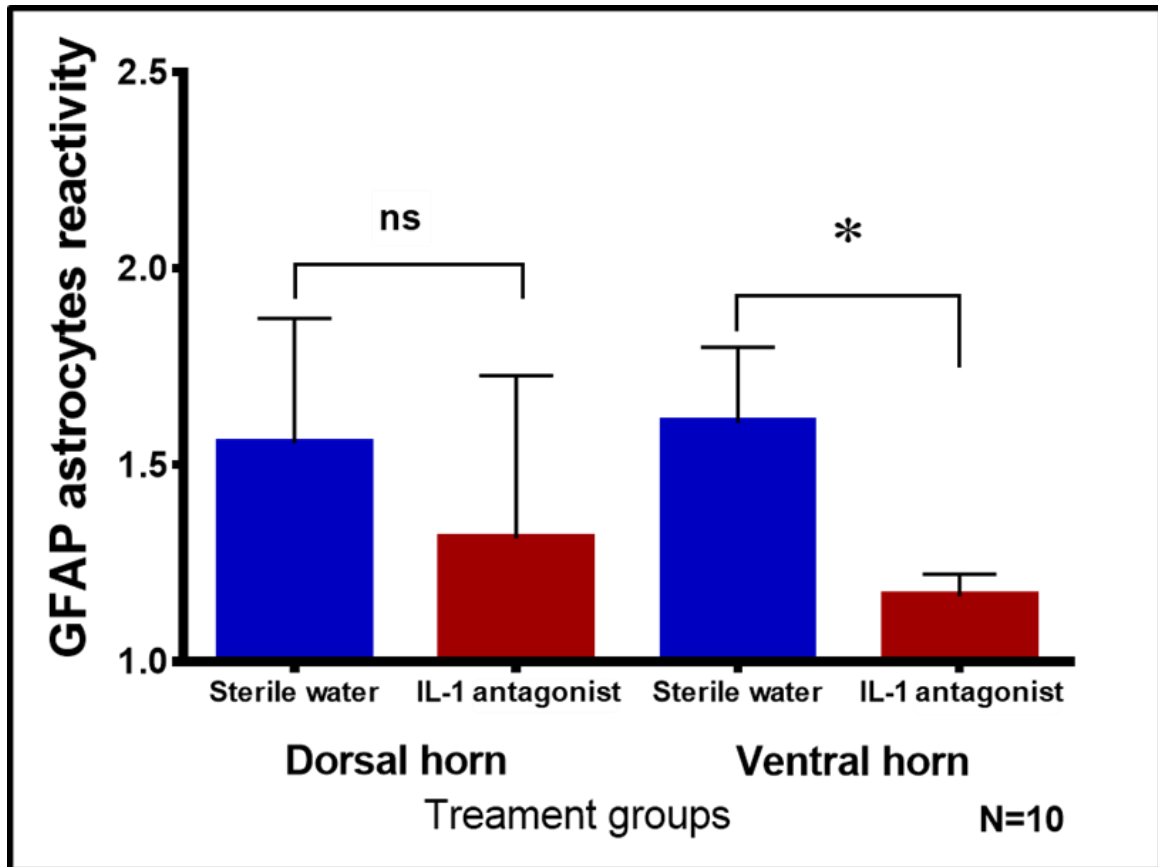 GFAP astrocytes reactivity
2.5
2.0
1.5
1.0
ns
*
Sterile water IL-1 antagonist Sterile water IL-1 antagonist
Dorsal horn Ventral horn
Treament groups
N=10